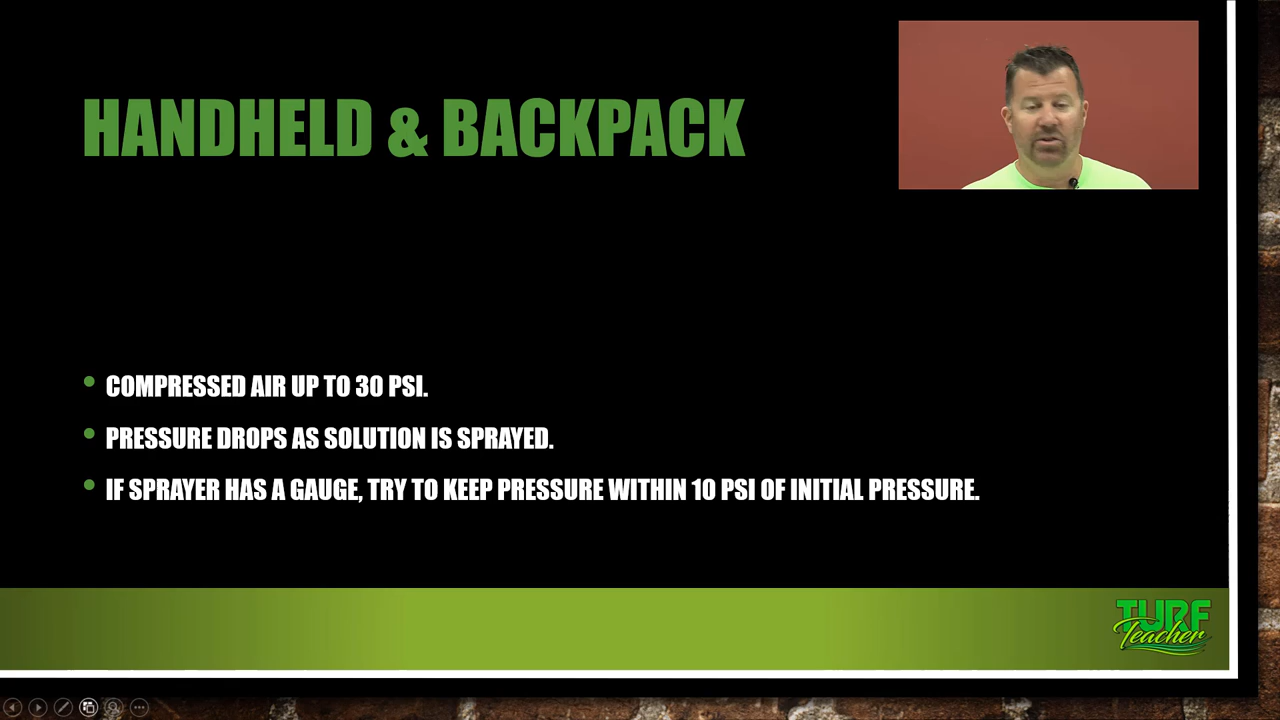 HANDHELD & BACKPACK
COMPRESSED AIR UP TO 30 PSI.
PRESSURE DROPS AS SOLUTION IS SPRAYED.
IF SPRAYER HAS A GAUGE, TRY TO KEEP PRESSURE WITHIN 10 PSI OF INITIAL PRESSURE.
TURF
Teacher